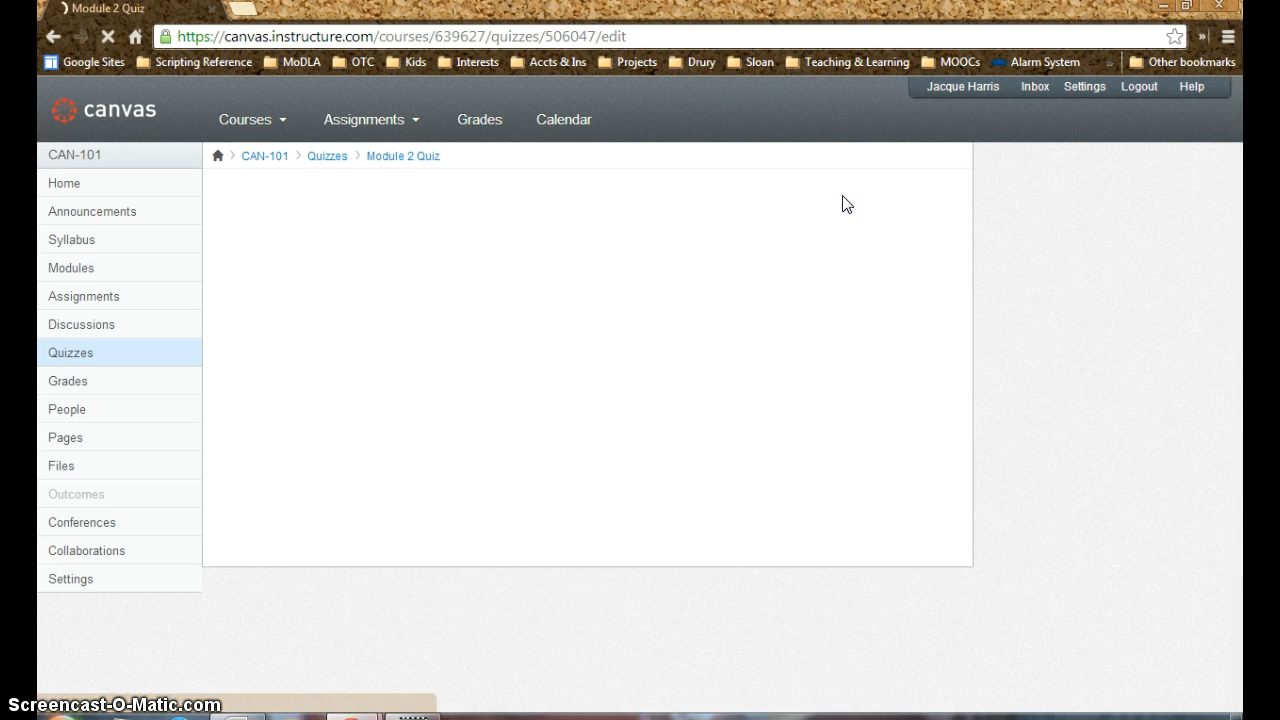 Module 2 Quiz
https://canvas.instructure.com/courses/639627/quizzes/506047/edit
Google Sites Scripting Reference MoDLA OTC Kids Interests Accts & Ins Projects Drury Sloan Teaching & Learning MOOCs Alarm System » Other bookmarks
Jacque Harris Inbox Settings Logout Help
canvas Courses Assignments Grades Calendar
CAN-101
CAN-101 Quizzes Module 2 Quiz
Home
Announcements
Syllabus
Modules
Assignments
Discussions
Quizzes
Grades
People
Pages
Files
Outcomes
Conferences
Collaborations
Settings
Screencast-O-Matic.com